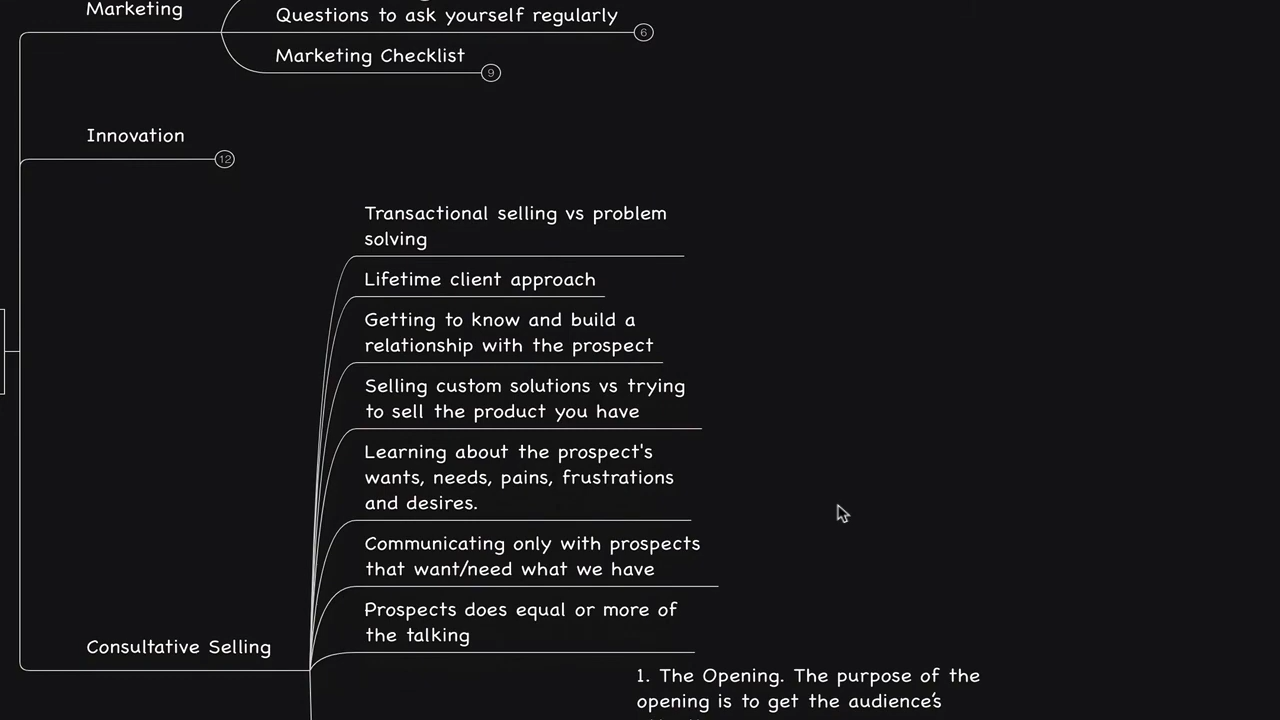 Marketing
Questions to ask yourself regularly
6
Marketing Checklist
9
Innovation
12
Transactional selling vs problem
solving
Lifetime client approach
Getting to know and build a
relationship with the prospect
Selling custom solutions vs trying
to sell the product you have
Learning about the prospect's
wants, needs, pains, frustrations
and desires.
Communicating only with prospects
that want/need what we have
Prospects does equal or more of
the talking
Consultative Selling
1. The Opening. The purpose of the
opening is to get the audience’s